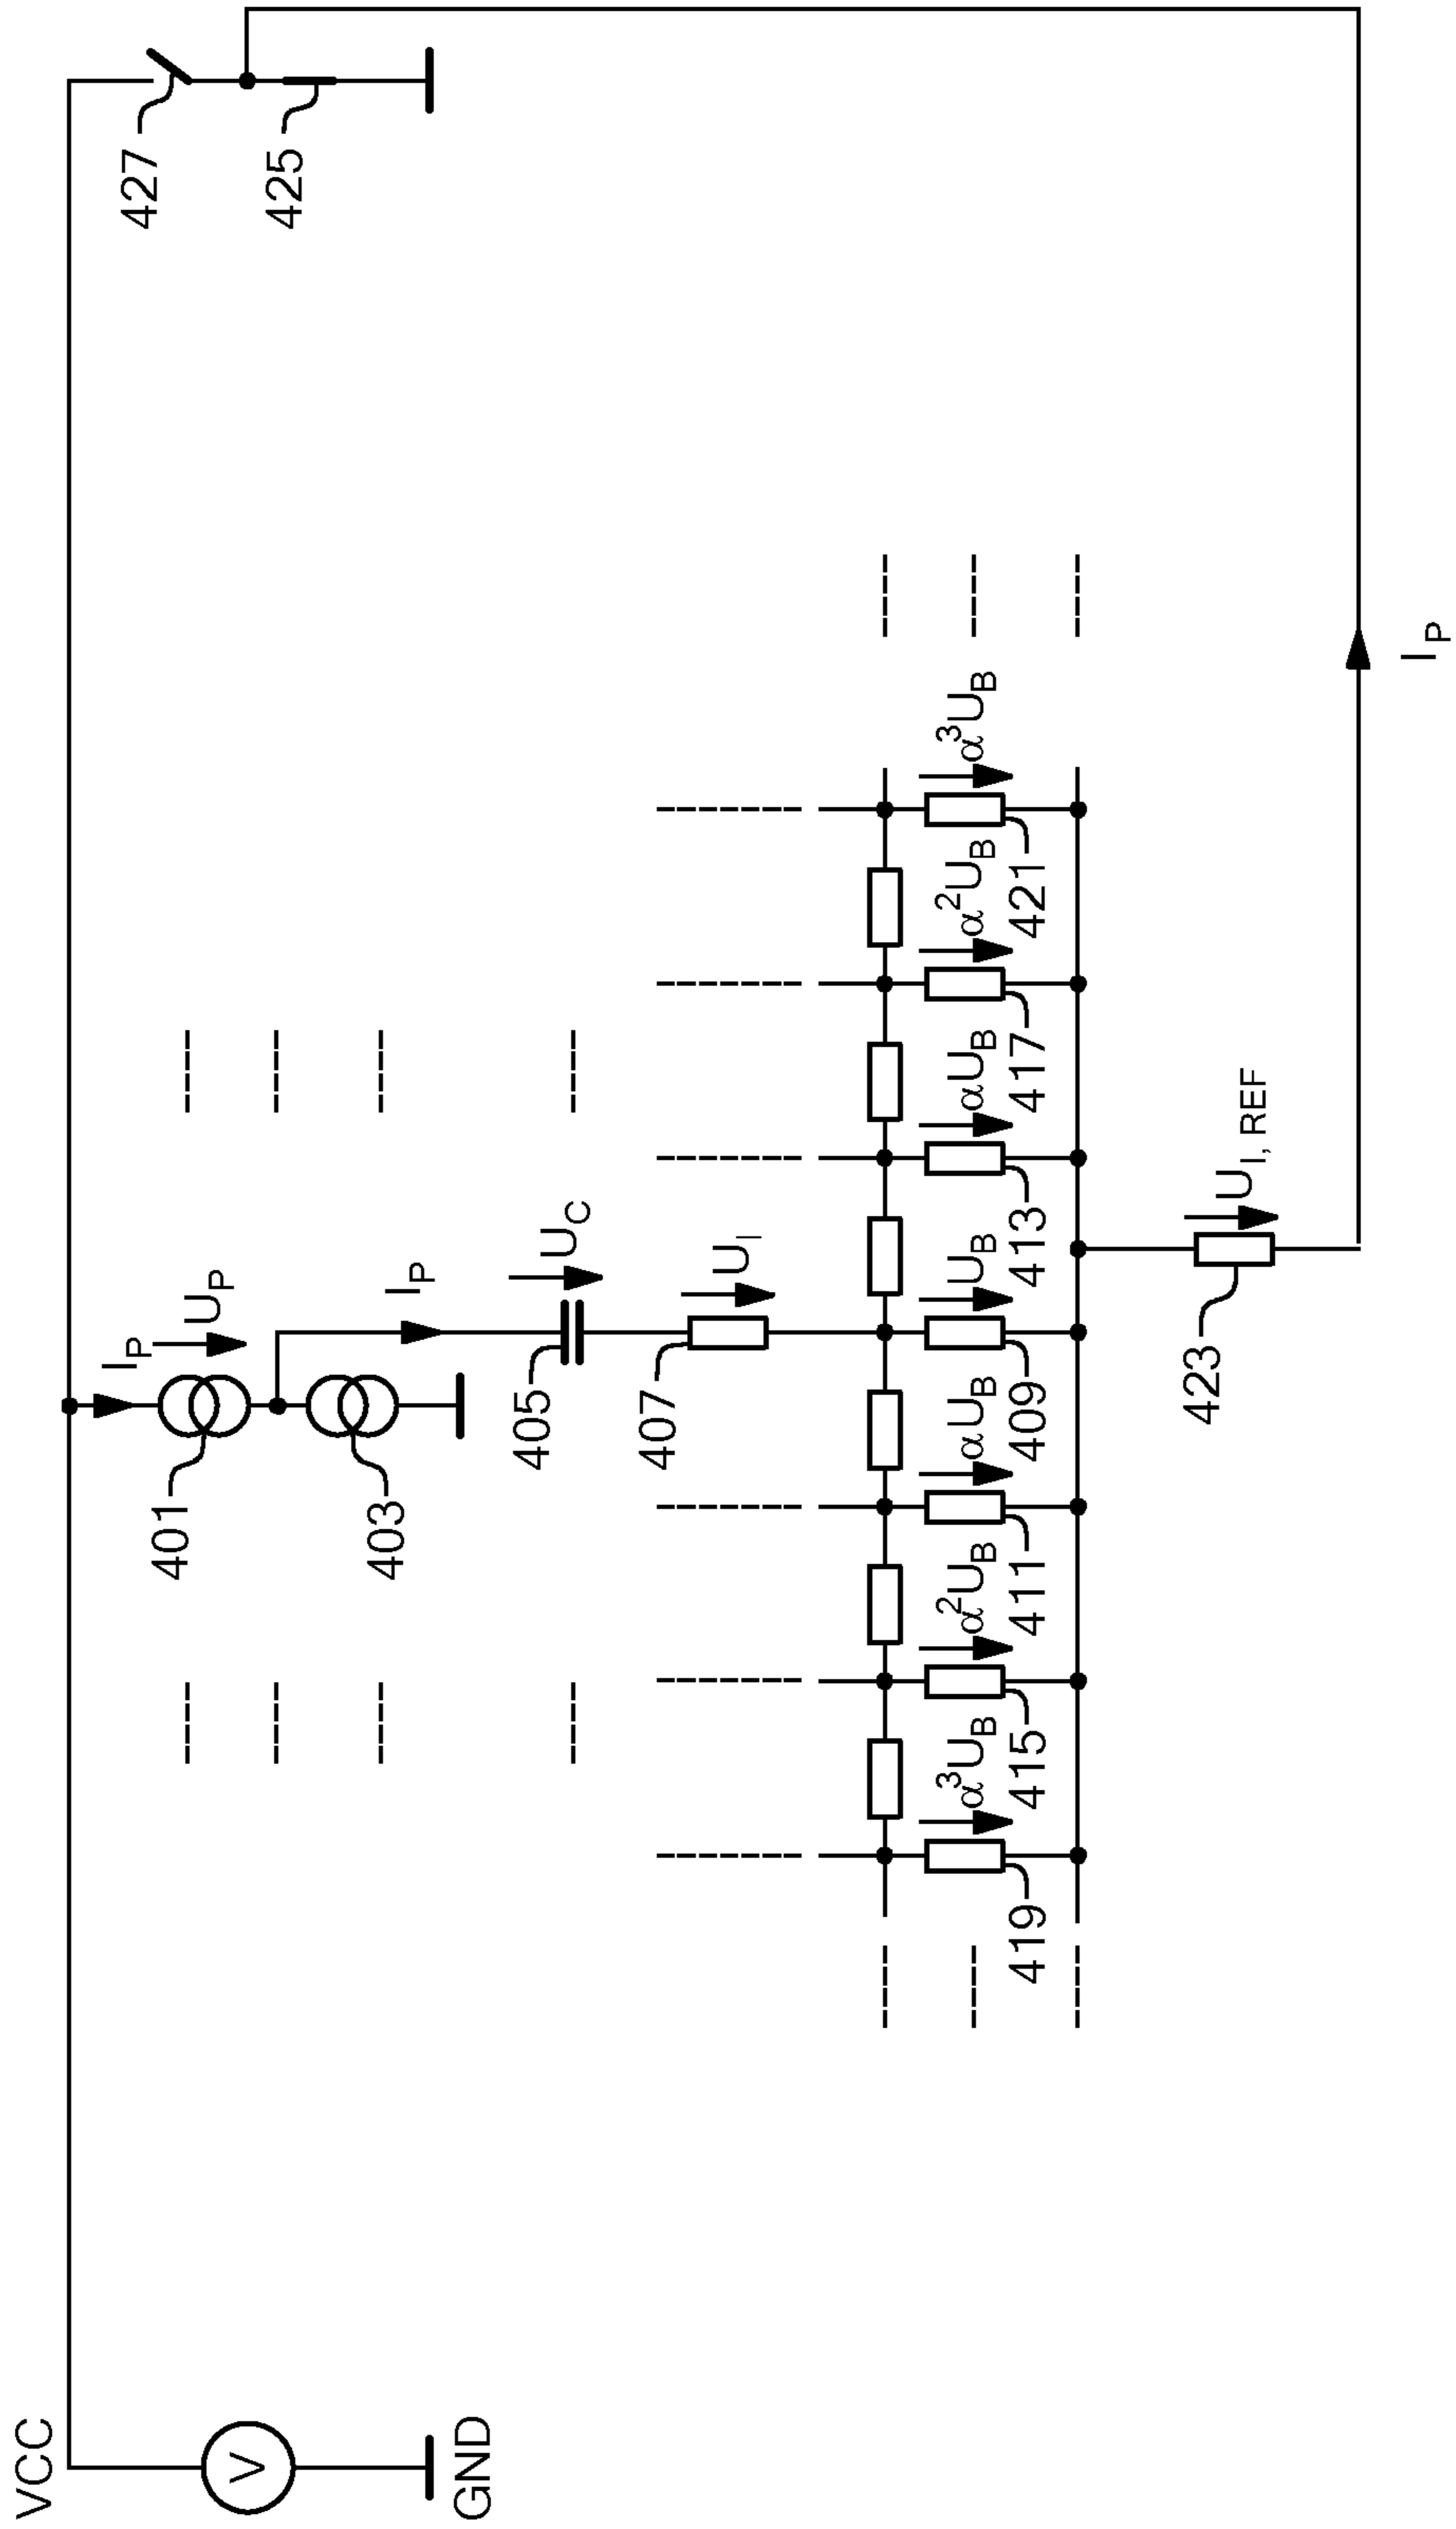 VCC
I_P
427
401
U_P
V
425
403
I_P
GND
405
U_C
407
U_I
α³U_B α²U_B αU_B U_B αU_B α²U_B α³U_B
419 415 411 409 413 417 421
423
U_I, REF
I_P